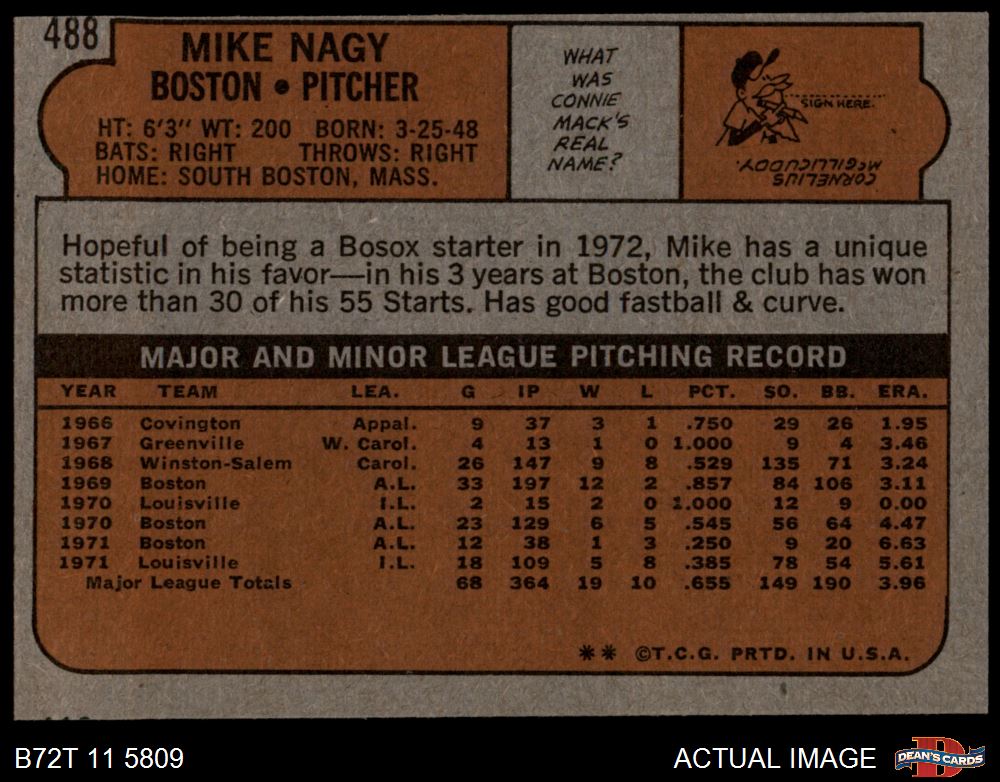 488
MIKE NAGY
BOSTON • PITCHER
HT: 6'3" WT: 200 BORN: 3-25-48
BATS: RIGHT THROWS: RIGHT
HOME: SOUTH BOSTON, MASS.
WHAT
WAS
CONNIE
MACK'S
REAL
NAME?
SIGN HERE.
CORNELIUS
McGILLICUDDY.
Hopeful of being a Bosox starter in 1972, Mike has a unique
statistic in his favor—in his 3 years at Boston, the club has won
more than 30 of his 55 Starts. Has good fastball & curve.
MAJOR AND MINOR LEAGUE PITCHING RECORD
YEAR TEAM LEA. G IP W L PCT. SO. BB. ERA.
1966 Covington Appal. 9 37 3 1 .750 29 26 1.95
1967 Greenville W. Carol. 4 13 1 0 1.000 9 4 3.46
1968 Winston-Salem Carol. 26 147 9 8 .529 135 71 3.24
1969 Boston A.L. 33 197 12 2 .857 84 106 3.11
1970 Louisville I.L. 2 15 2 0 1.000 12 9 0.00
1970 Boston A.L. 23 129 6 5 .545 56 64 4.47
1971 Boston A.L. 12 38 1 3 .250 9 20 6.63
1971 Louisville I.L. 18 109 5 8 .385 78 54 5.61
Major League Totals 68 364 19 10 .655 149 190 3.96
** ©T.C.G. PRTD. IN U.S.A.
B72T 11 5809
ACTUAL IMAGE
D
DEAN'S CARDS